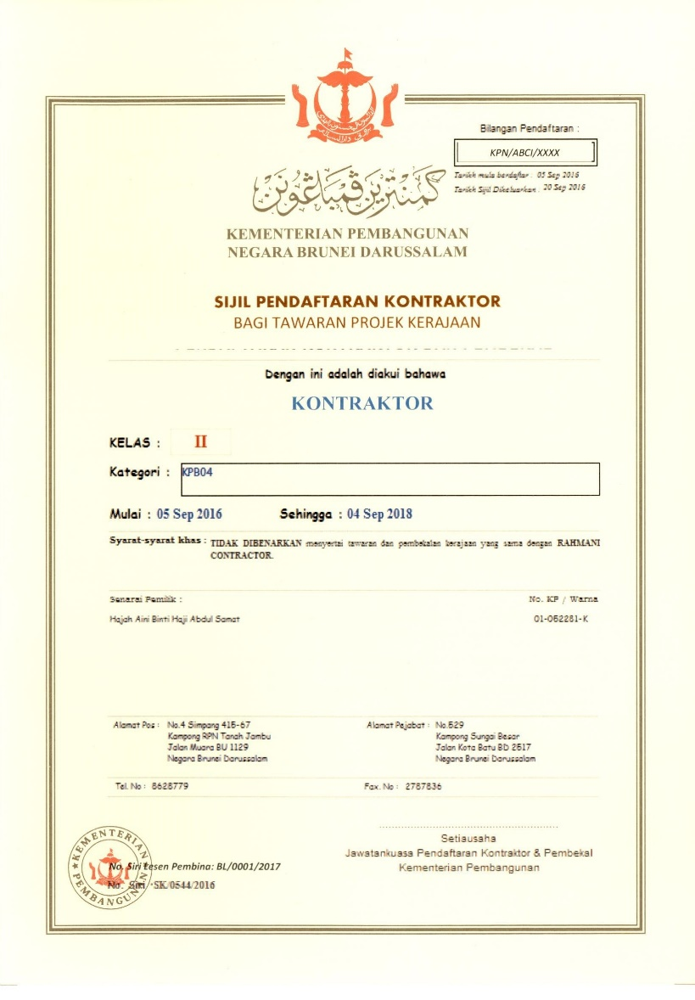 Bilangan Pendaftaran :
KPN/ABCI/XXXX
Tarikh mula berdaftar : 05 Sep 2016
Tarikh Sijil Dikeluarkan : 20 Sep 2016
كمنترين ڤمباڠونن
KEMENTERIAN PEMBANGUNAN
NEGARA BRUNEI DARUSSALAM
SIJIL PENDAFTARAN KONTRAKTOR
BAGI TAWARAN PROJEK KERAJAAN
Dengan ini adalah diakui bahawa
KONTRAKTOR
KELAS : II
Kategori : KPB04
Mulai : 05 Sep 2016 Sehingga : 04 Sep 2018
Syarat-syarat khas : TIDAK DIBENARKAN menyertai tawaran dan pembekalan kerajaan yang sama dengan RAHMANI
CONTRACTOR.
Senarai Pemilik : No. KP / Warna
Hajah Aini Binti Haji Abdul Samat 01-052281-K
Alamat Pos : No.4 Simpang 415-67
Kampong RPN Tanah Jambu
Jalan Muara BU 1129
Negara Brunei Darussalam
Alamat Pejabat : No.529
Kampong Sungai Besar
Jalan Kota Batu BD 2517
Negara Brunei Darussalam
Tel. No : 8628779 Fax. No : 2787836
Setiausaha
Jawatankuasa Pendaftaran Kontraktor & Pembekal
Kementerian Pembangunan
KEMENTERIAN PEMBANGUNAN
No. Siri Lesen Pembina: BL/0001/2017
No. Siri : SK/0544/2016